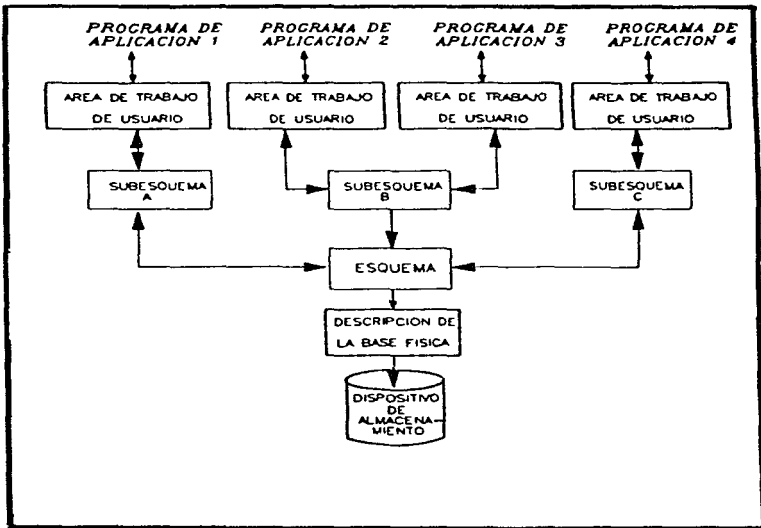 PROGRAMA DE
APLICACION 1
PROGRAMA DE
APLICACION 2
PROGRAMA DE
APLICACION 3
PROGRAMA DE
APLICACION 4
AREA DE TRABAJO
DE USUARIO
AREA DE TRABAJO
DE USUARIO
AREA DE TRABAJO
DE USUARIO
AREA DE TRABAJO
DE USUARIO
SUBESQUEMA
A
SUBESQUEMA
B
SUBESQUEMA
C
ESQUEMA
DESCRIPCION DE
LA BASE FISICA
DISPOSITIVO
DE
ALMACENA-
MIENTO